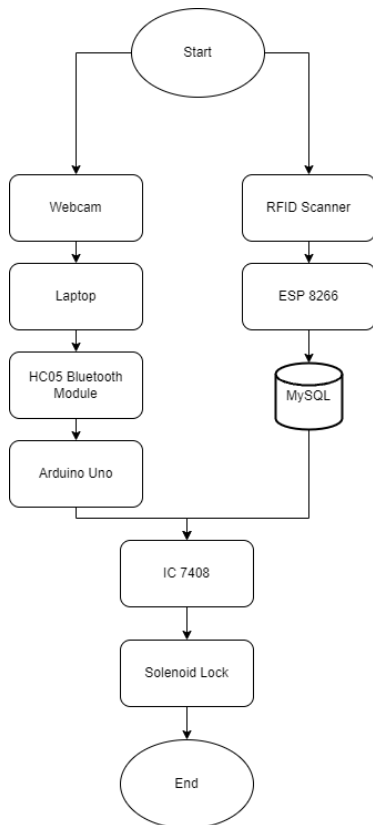 Start
Webcam
RFID Scanner
Laptop
ESP 8266
HC05 Bluetooth
Module
MySQL
Arduino Uno
IC 7408
Solenoid Lock
End